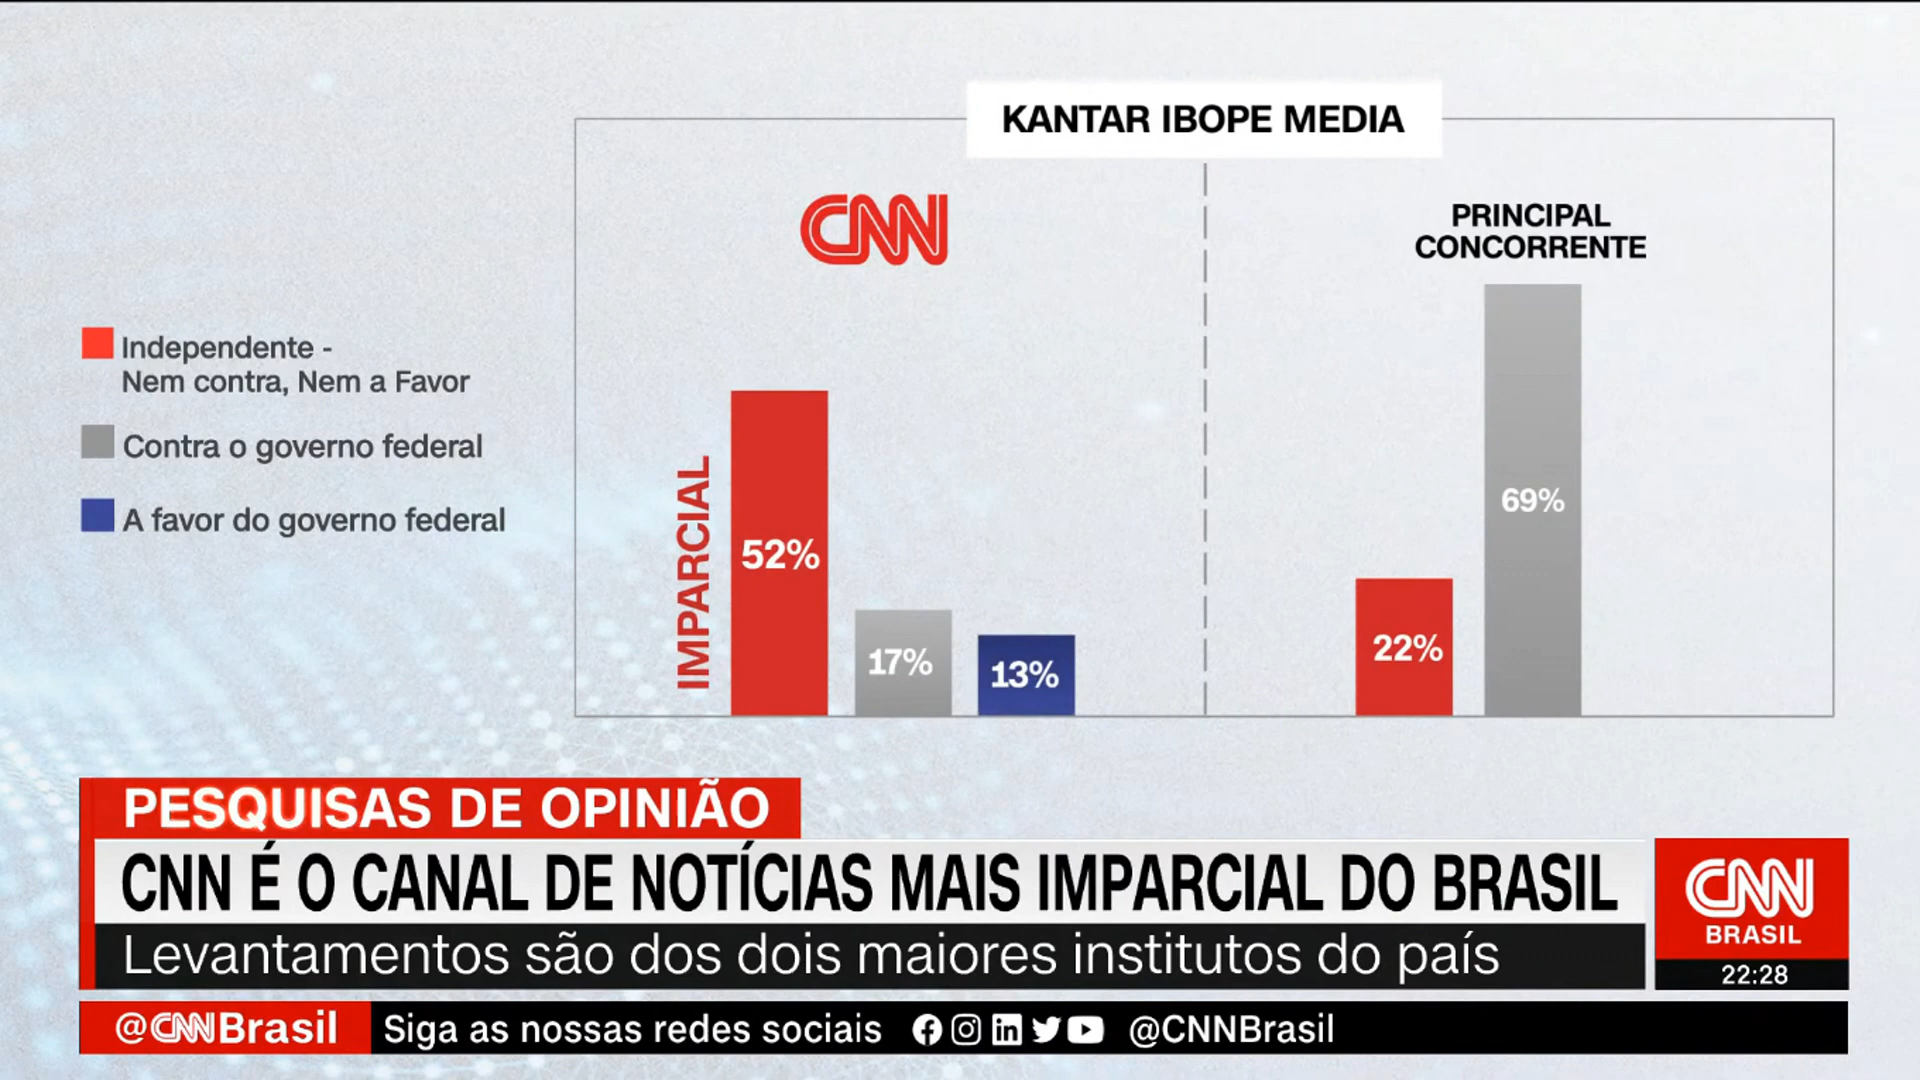 KANTAR IBOPE MEDIA
CNN
PRINCIPAL
CONCORRENTE
Independente -
Nem contra, Nem a Favor
Contra o governo federal
A favor do governo federal
IMPARCIAL
52%
17%
13%
22%
69%
PESQUISAS DE OPINIÃO
CNN É O CANAL DE NOTÍCIAS MAIS IMPARCIAL DO BRASIL
Levantamentos são dos dois maiores institutos do país
CNN
BRASIL
22:28
@CNNBrasil
Siga as nossas redes sociais @CNNBrasil